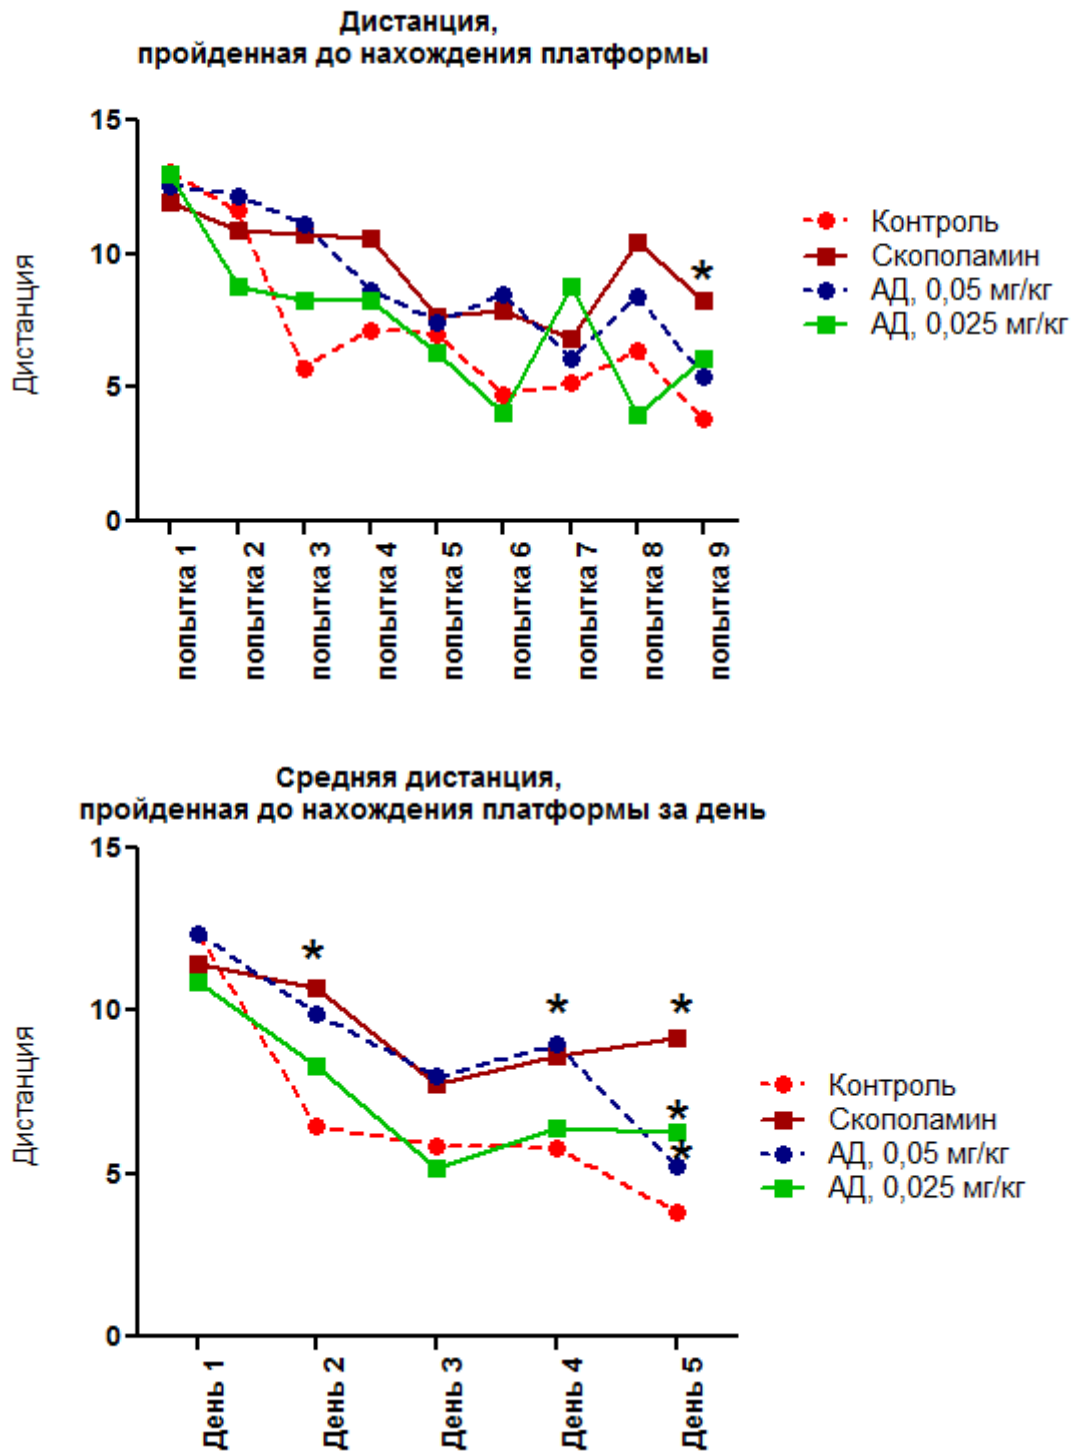 Дистанция,
пройденная до нахождения платформы
15
10
5
0
Дистанция
*
попытка 1
попытка 2
попытка 3
попытка 4
попытка 5
попытка 6
попытка 7
попытка 8
попытка 9
Контроль
Скополамин
АД, 0,05 мг/кг
АД, 0,025 мг/кг
Средняя дистанция,
пройденная до нахождения платформы за день
15
10
5
0
Дистанция
*
*
*
*
*
День 1
День 2
День 3
День 4
День 5
Контроль
Скополамин
АД, 0,05 мг/кг
АД, 0,025 мг/кг